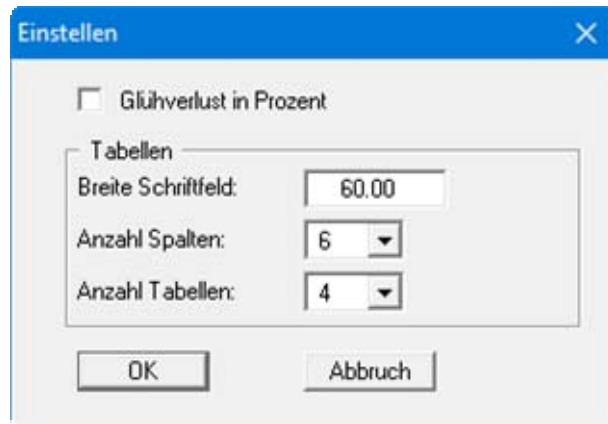 Einstellen
Glühverlust in Prozent
Tabellen
Breite Schriftfeld: 60.00
Anzahl Spalten: 6
Anzahl Tabellen: 4
OK Abbruch